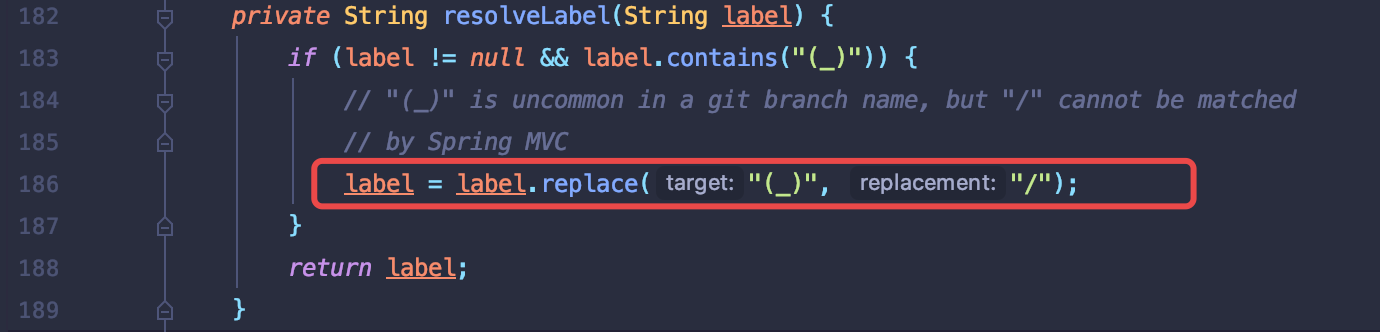 182 private String resolveLabel(String label) {
183 if (label != null && label.contains("(_)")) {
184 // "(_)" is uncommon in a git branch name, but "/" cannot be matched
185 // by Spring MVC
186 label = label.replace( target: "(_)", replacement: "/");
187 }
188 return label;
189 }